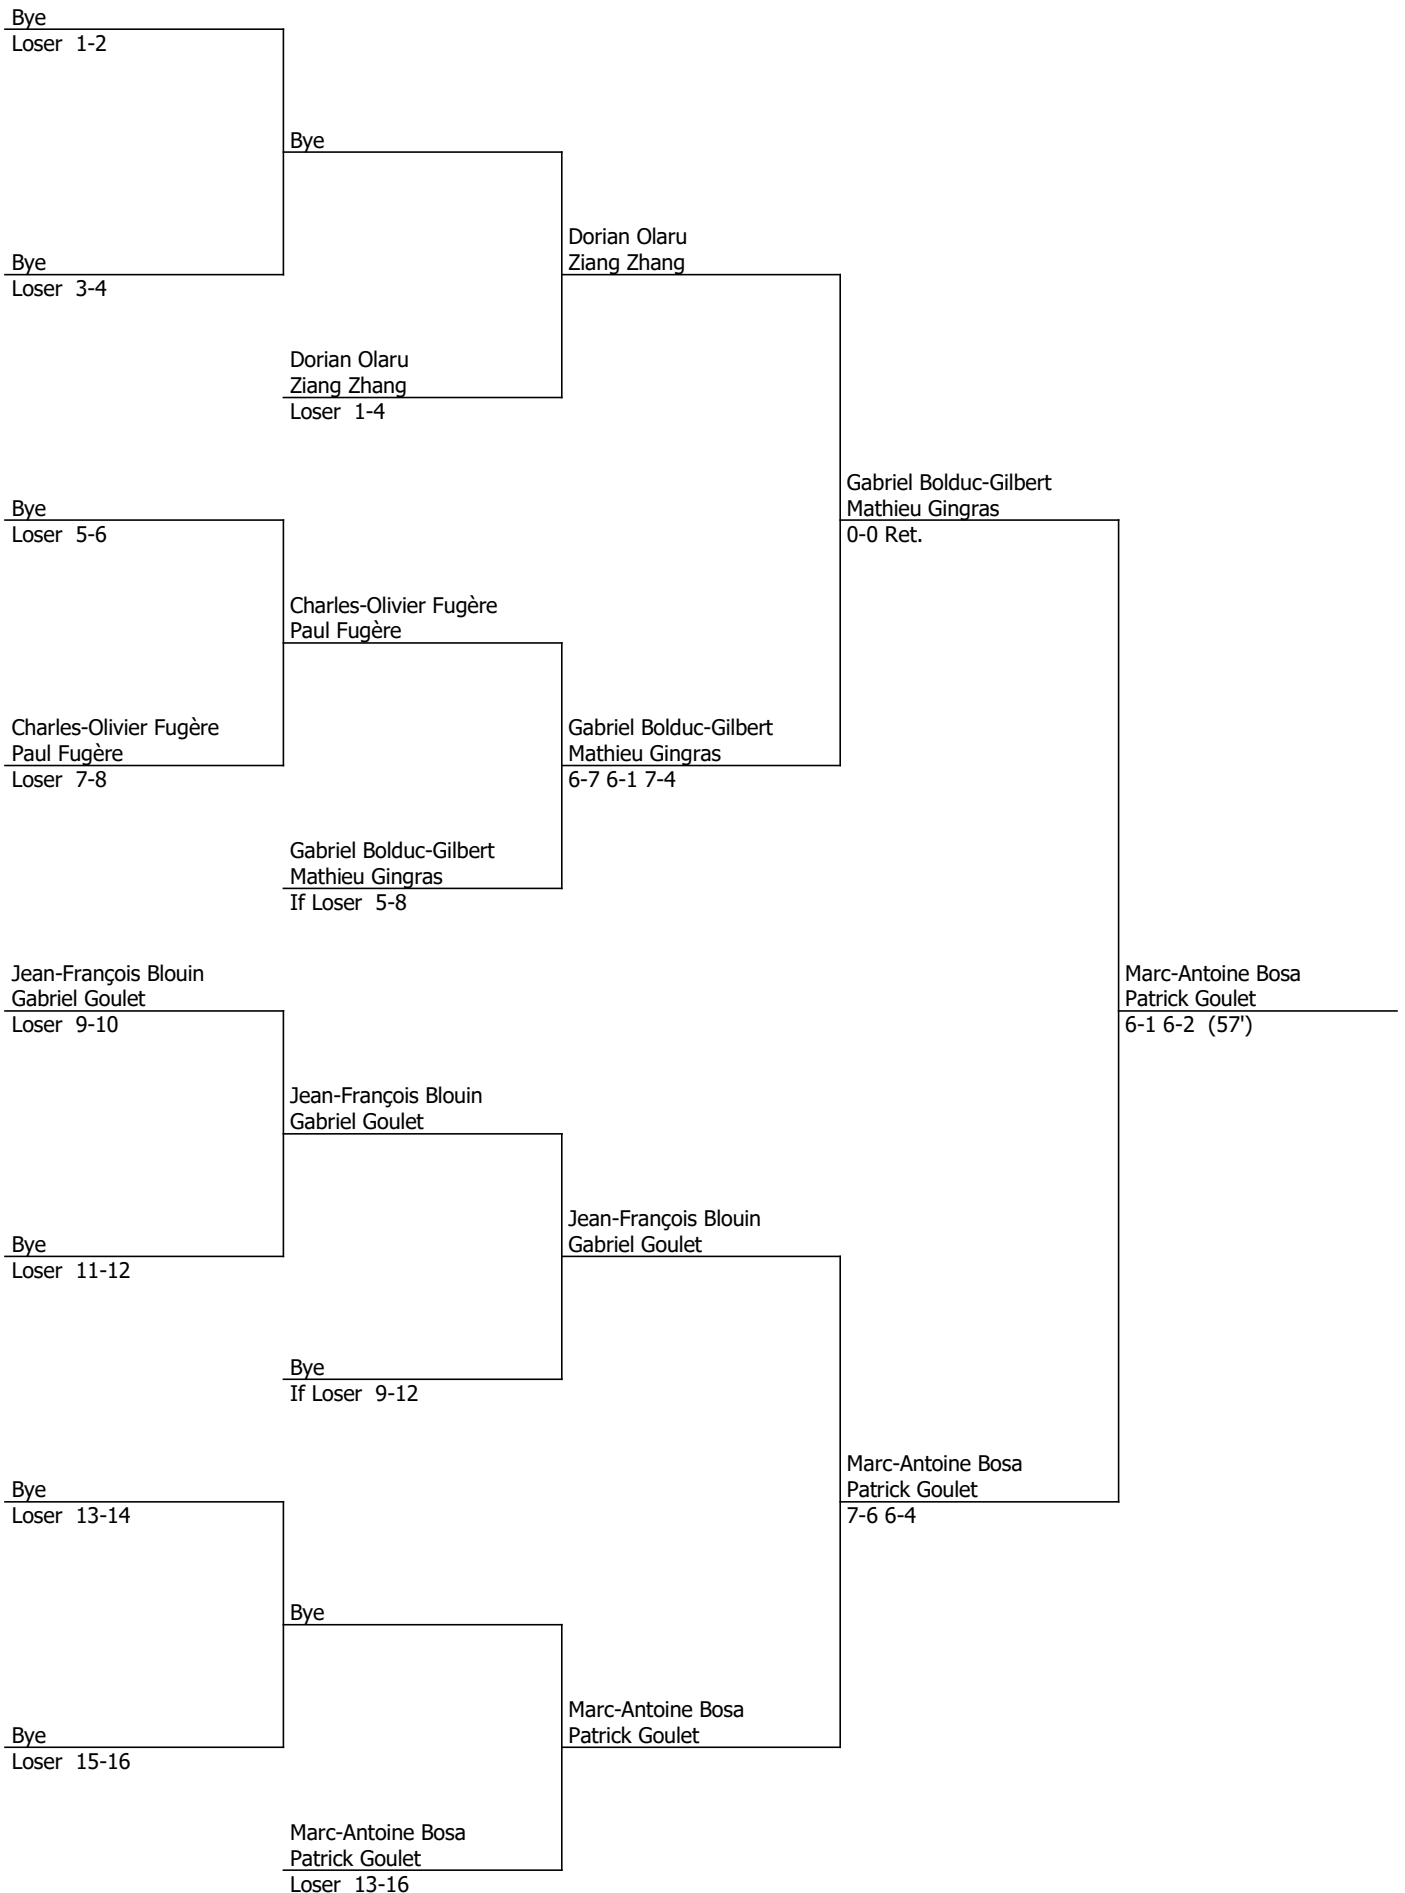 Bye
Loser 1-2
Bye
Bye
Loser 3-4
Dorian Olaru
Ziang Zhang
Dorian Olaru
Ziang Zhang
Loser 1-4
Bye
Loser 5-6
Gabriel Bolduc-Gilbert
Mathieu Gingras
0-0 Ret.
Charles-Olivier Fugère
Paul Fugère
Charles-Olivier Fugère
Paul Fugère
Loser 7-8
Gabriel Bolduc-Gilbert
Mathieu Gingras
6-7 6-1 7-4
Gabriel Bolduc-Gilbert
Mathieu Gingras
If Loser 5-8
Jean-François Blouin
Gabriel Goulet
Loser 9-10
Marc-Antoine Bosa
Patrick Goulet
6-1 6-2 (57')
Jean-François Blouin
Gabriel Goulet
Bye
Loser 11-12
Jean-François Blouin
Gabriel Goulet
Bye
If Loser 9-12
Bye
Loser 13-14
Marc-Antoine Bosa
Patrick Goulet
7-6 6-4
Bye
Bye
Loser 15-16
Marc-Antoine Bosa
Patrick Goulet
Marc-Antoine Bosa
Patrick Goulet
Loser 13-16